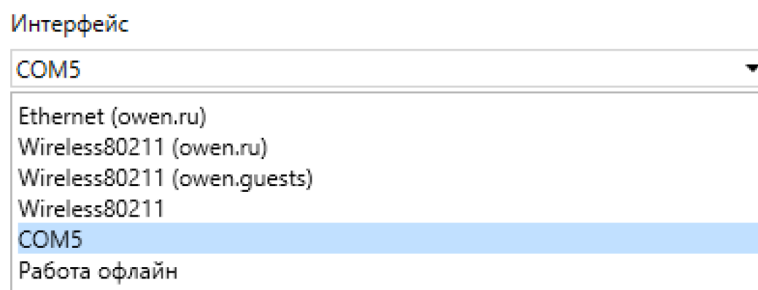 Интерфейс
COM5
Ethernet (owen.ru)
Wireless80211 (owen.ru)
Wireless80211 (owen.guests)
Wireless80211
COM5
Работа офлайн